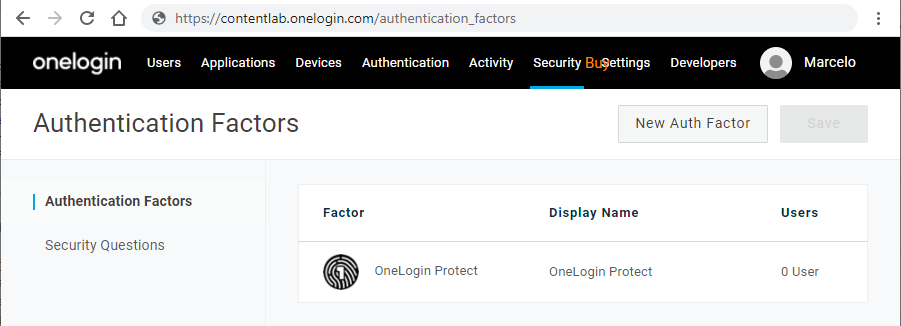 https://contentlab.onelogin.com/authentication_factors
onelogin Users Applications Devices Authentication Activity Security Buy Settings Developers Marcelo
Authentication Factors New Auth Factor Save
Authentication Factors
Security Questions
Factor Display Name Users
OneLogin Protect OneLogin Protect 0 User